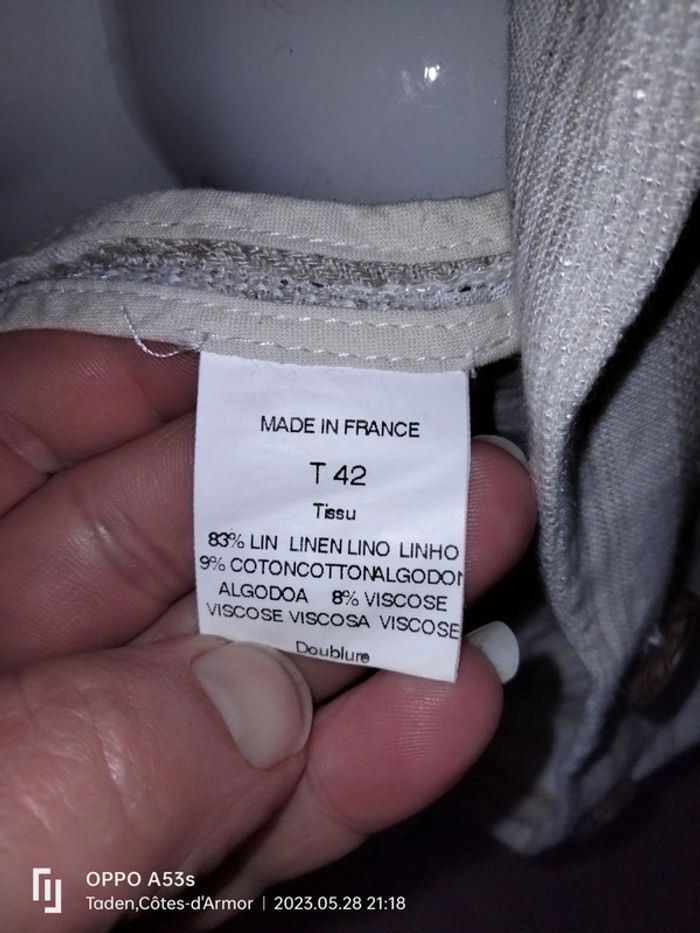 MADE IN FRANCE
T 42
Tissu
83% LIN LINEN LINO LINHO
9% COTONCOTTONALGODON
ALGODOA 8% VISCOSE
VISCOSE VISCOSA VISCOSE
Doublure
OPPO A53s
Taden,Côtes-d'Armor | 2023.05.28 21:18